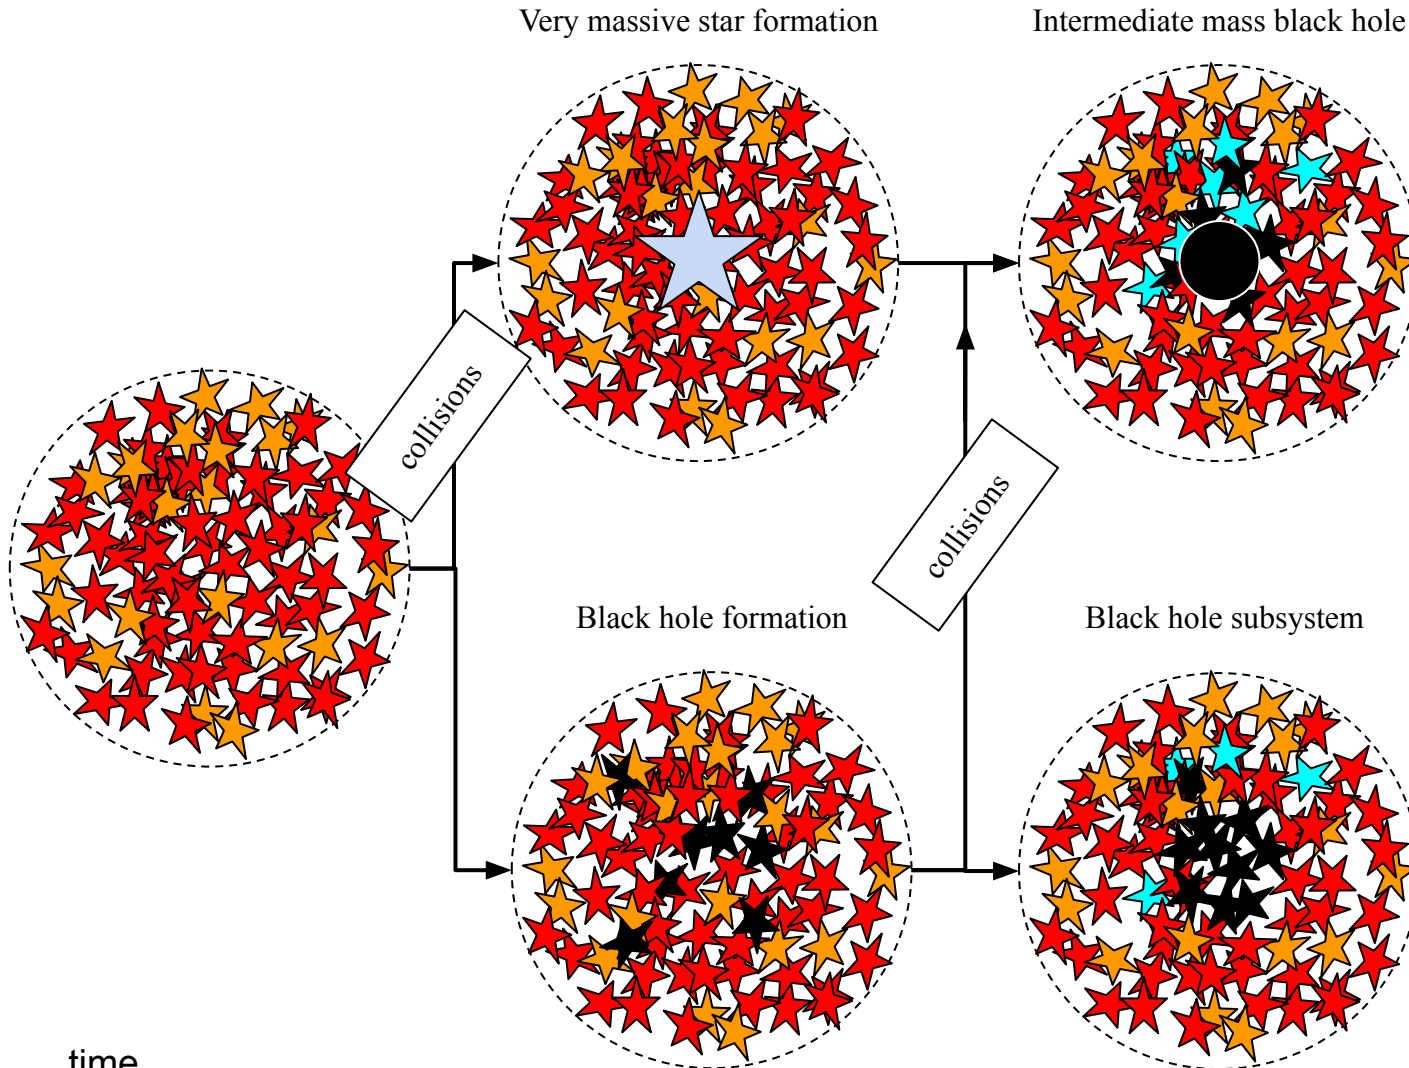 Very massive star formation
Intermediate mass black hole
collisions
collisions
Black hole formation
Black hole subsystem
time